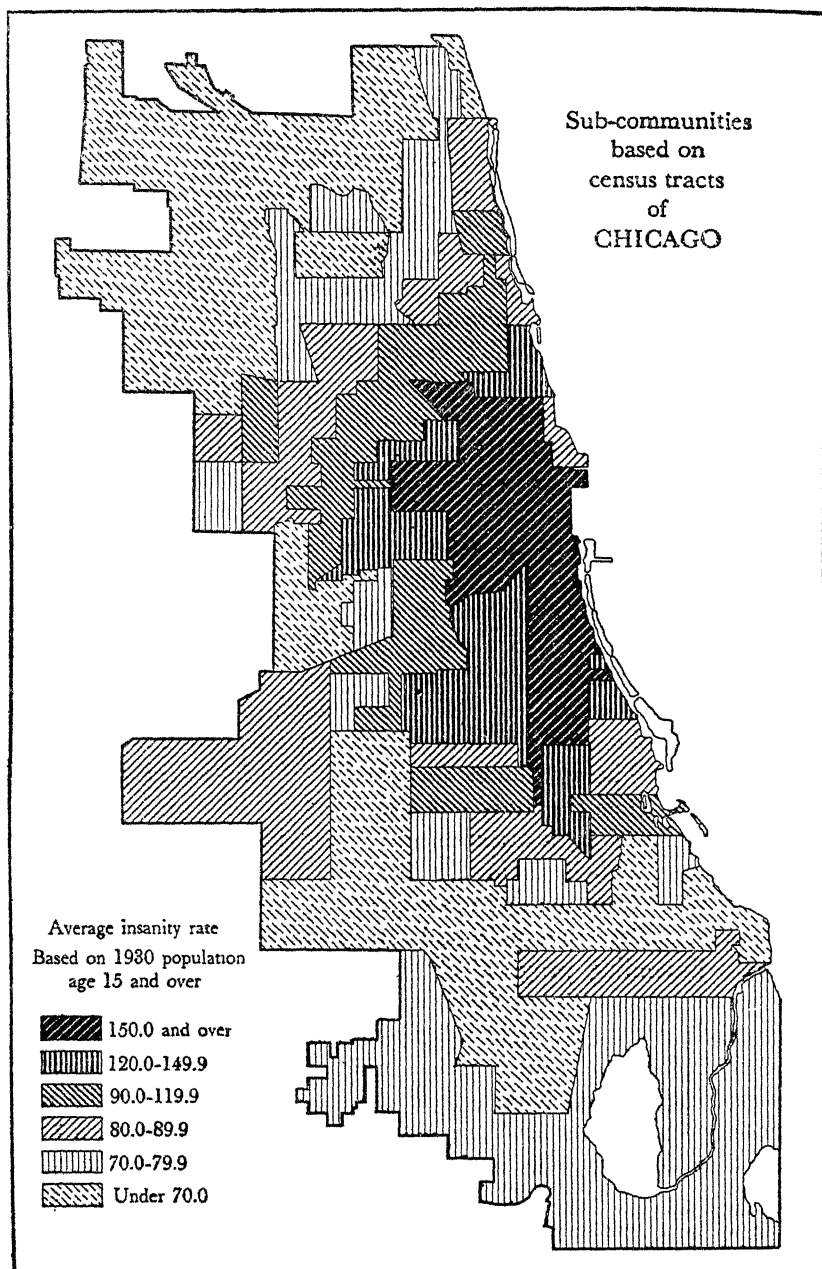 Sub-communities
based on
census tracts
of
CHICAGO
Average insanity rate
Based on 1930 population
age 15 and over
150.0 and over
120.0-149.9
90.0-119.9
80.0-89.9
70.0-79.9
Under 70.0